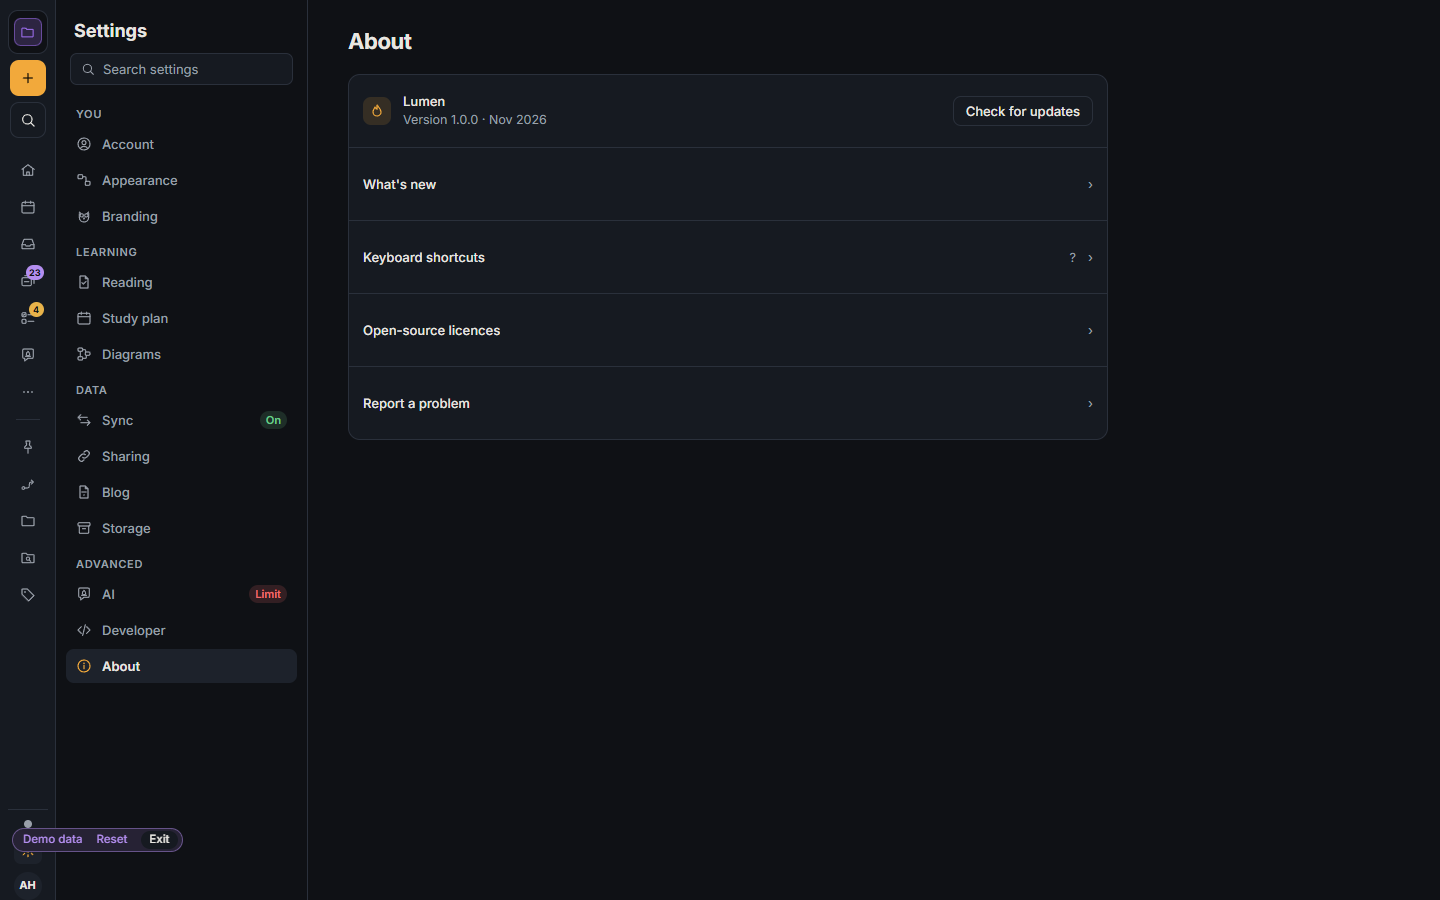 Settings
Search settings
YOU
Account
Appearance
Branding
LEARNING
Reading
Study plan
Diagrams
DATA
Sync On
Sharing
Blog
Storage
ADVANCED
AI Limit
Developer
About
23
4
Demo data Reset Exit
AH
About
Lumen
Version 1.0.0 · Nov 2026
Check for updates
What's new ›
Keyboard shortcuts ? ›
Open-source licences ›
Report a problem ›